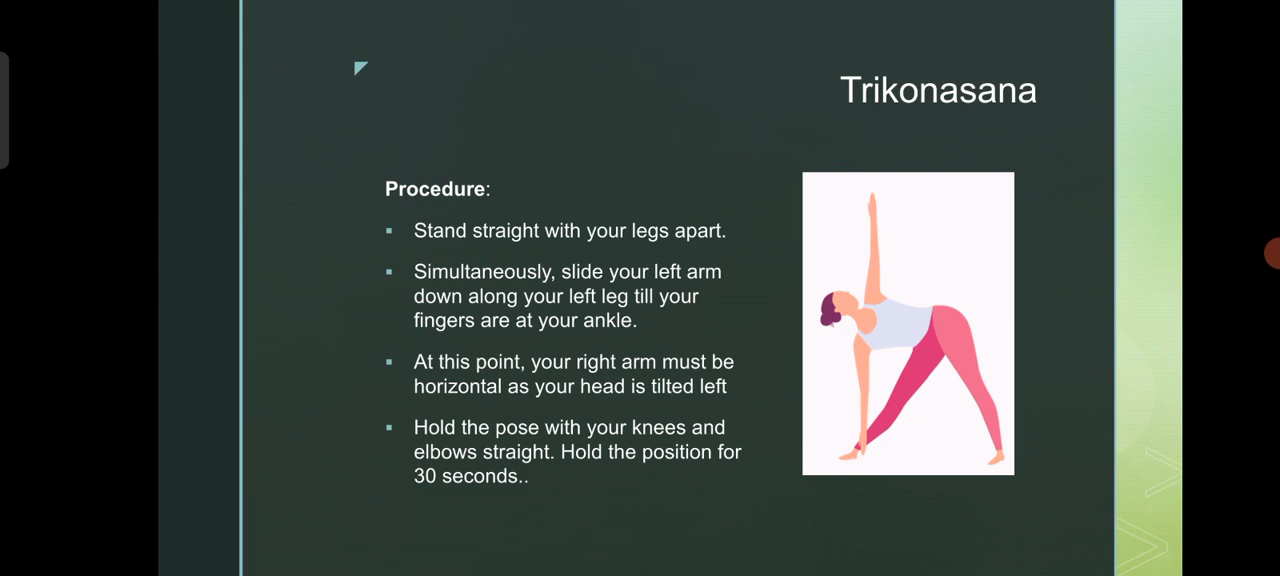 Trikonasana
Procedure:
Stand straight with your legs apart.
Simultaneously, slide your left arm
down along your left leg till your
fingers are at your ankle.
At this point, your right arm must be
horizontal as your head is tilted left
Hold the pose with your knees and
elbows straight. Hold the position for
30 seconds..